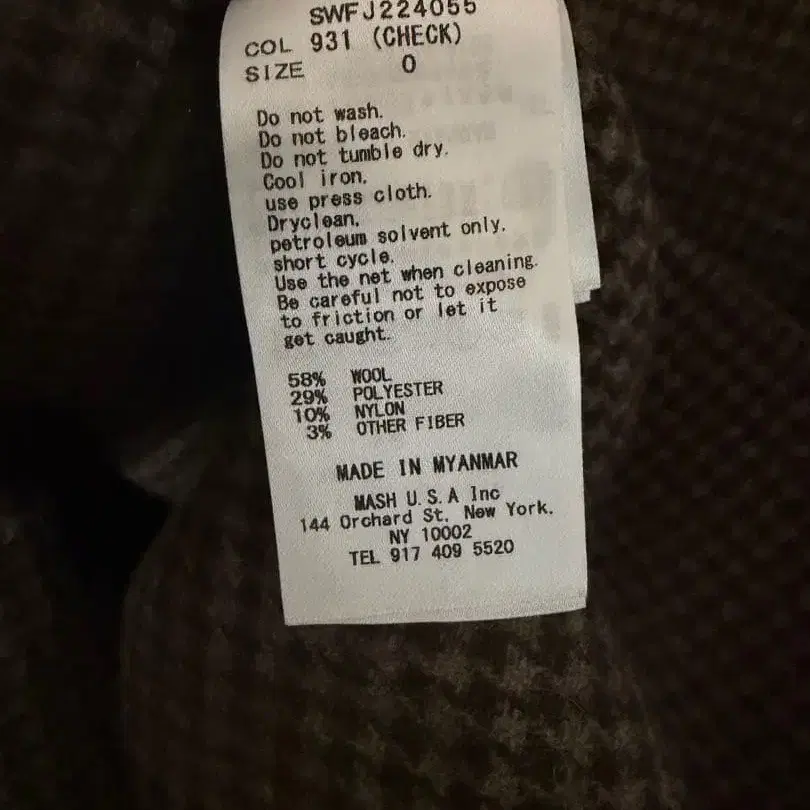 SWFJ224055
COL 931 (CHECK)
SIZE 0
Do not wash.
Do not bleach.
Do not tumble dry.
Cool iron.
use press cloth.
Dryclean,
petroleum solvent only.
short cycle.
Use the net when cleaning.
Be careful not to expose
to friction or let it
get caught.
58% WOOL
29% POLYESTER
10% NYLON
3% OTHER FIBER
MADE IN MYANMAR
MASH U.S.A Inc
144 Orchard St. New York.
NY 10002
TEL 917 409 5520